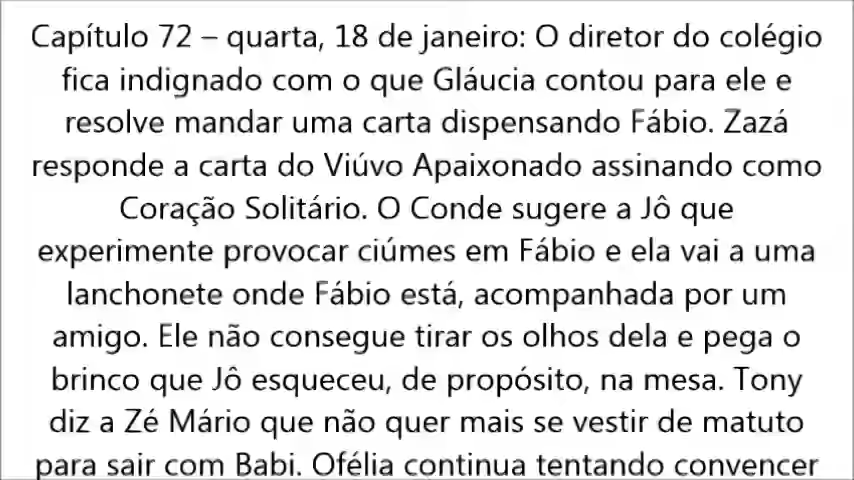 Capítulo 72 – quarta, 18 de janeiro: O diretor do colégio
fica indignado com o que Gláucia contou para ele e
resolve mandar uma carta dispensando Fábio. Zazá
responde a carta do Viúvo Apaixonado assinando como
Coração Solitário. O Conde sugere a Jô que
experimente provocar ciúmes em Fábio e ela vai a uma
lanchonete onde Fábio está, acompanhada por um
amigo. Ele não consegue tirar os olhos dela e pega o
brinco que Jô esqueceu, de propósito, na mesa. Tony
diz a Zé Mário que não quer mais se vestir de matuto
para sair com Babi. Ofélia continua tentando convencer